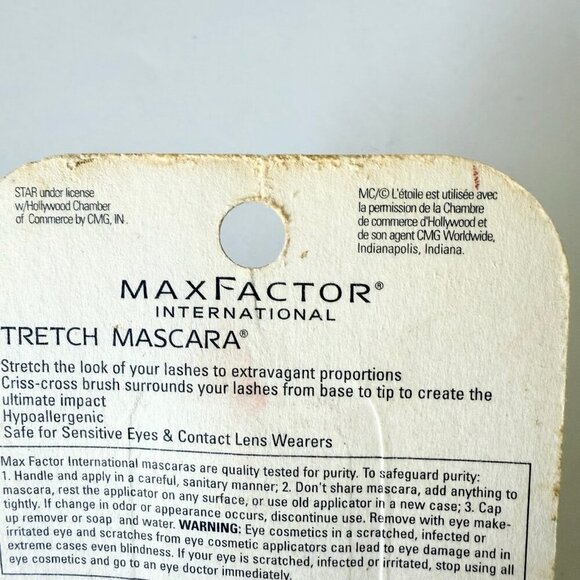 STAR under license
w/Hollywood Chamber
of Commerce by CMG, IN.
MC/© L'étoile est utilisée avec
la permission de la Chambre
de commerce d'Hollywood et
de son agent CMG Worldwide,
Indianapolis, Indiana.
MAXFACTOR®
INTERNATIONAL
TRETCH MASCARA®
Stretch the look of your lashes to extravagant proportions
Criss-cross brush surrounds your lashes from base to tip to create the
ultimate impact
Hypoallergenic
Safe for Sensitive Eyes & Contact Lens Wearers
Max Factor International mascaras are quality tested for purity. To safeguard purity:
1. Handle and apply in a careful, sanitary manner; 2. Don't share mascara, add anything to
mascara, rest the applicator on any surface, or use old applicator in a new case; 3. Cap
tightly. If change in odor or appearance occurs, discontinue use. Remove with eye make-
up remover or soap and water. WARNING: Eye cosmetics in a scratched, infected or
irritated eye and scratches from eye cosmetic applicators can lead to eye damage and in
extreme cases even blindness. If your eye is scratched, infected or irritated, stop using all
eye cosmetics and go to an eye doctor immediately.